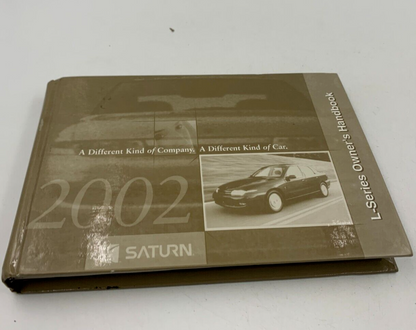 A Different Kind of Company. A Different Kind of Car.
2002
L-Series Owner's Handbook
SATURN